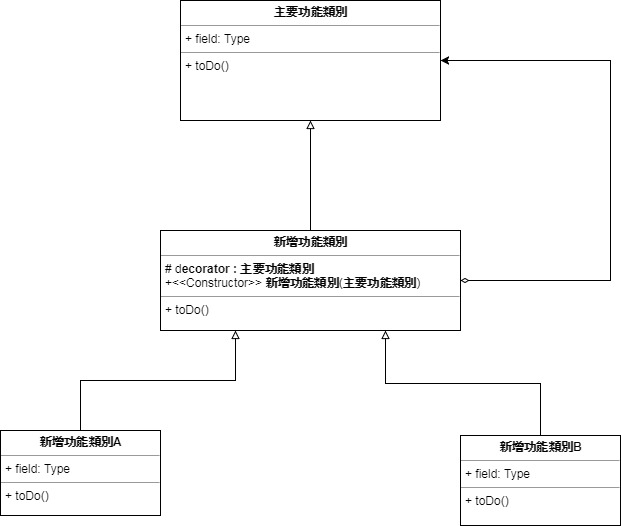 主要功能類別
+ field: Type
+ toDo()
新增功能類別
# decorator : 主要功能類別
+<<Constructor>> 新增功能類別(主要功能類別)
+ toDo()
新增功能類別A
+ field: Type
+ toDo()
新增功能類別B
+ field: Type
+ toDo()